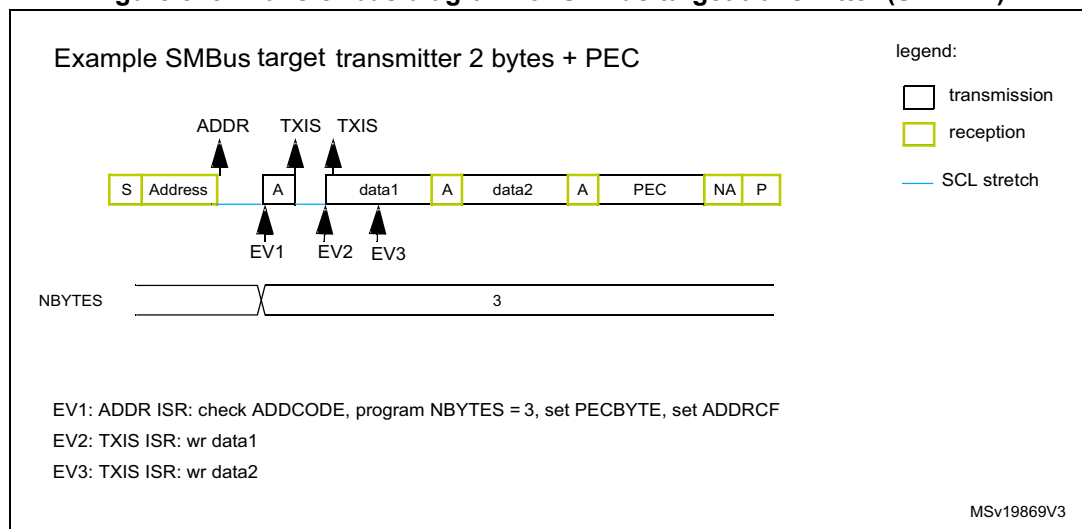 Example SMBus target transmitter 2 bytes + PEC
legend:
transmission
reception
SCL stretch
ADDR TXIS TXIS
S Address A data1 A data2 A PEC NA P
EV1 EV2 EV3
NBYTES 3
EV1: ADDR ISR: check ADDCODE, program NBYTES = 3, set PECBYTE, set ADDRCF
EV2: TXIS ISR: wr data1
EV3: TXIS ISR: wr data2
MSv19869V3